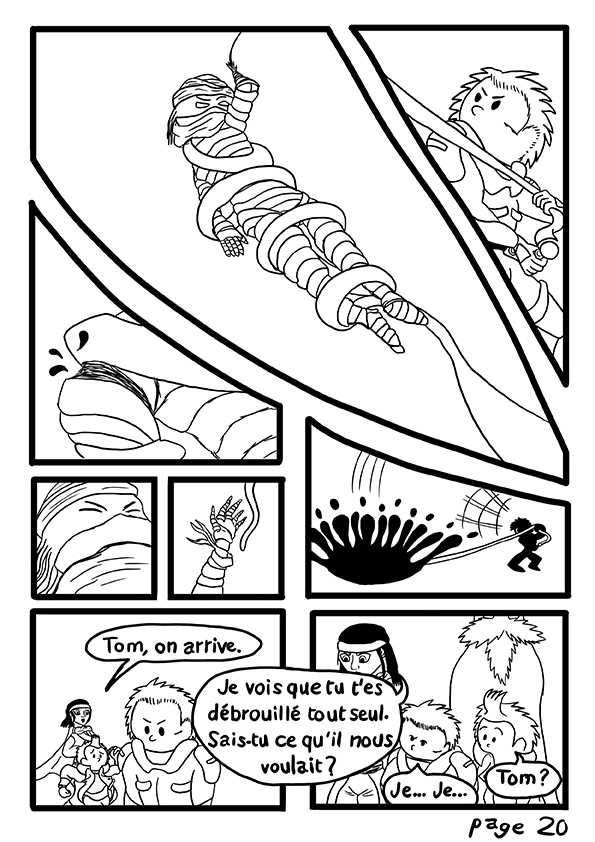 Tom, on arrive.
Je vois que tu t'es
débrouillé tout seul.
Sais-tu ce qu'il nous
voulait ?
Je... Je...
Tom ?
page 20